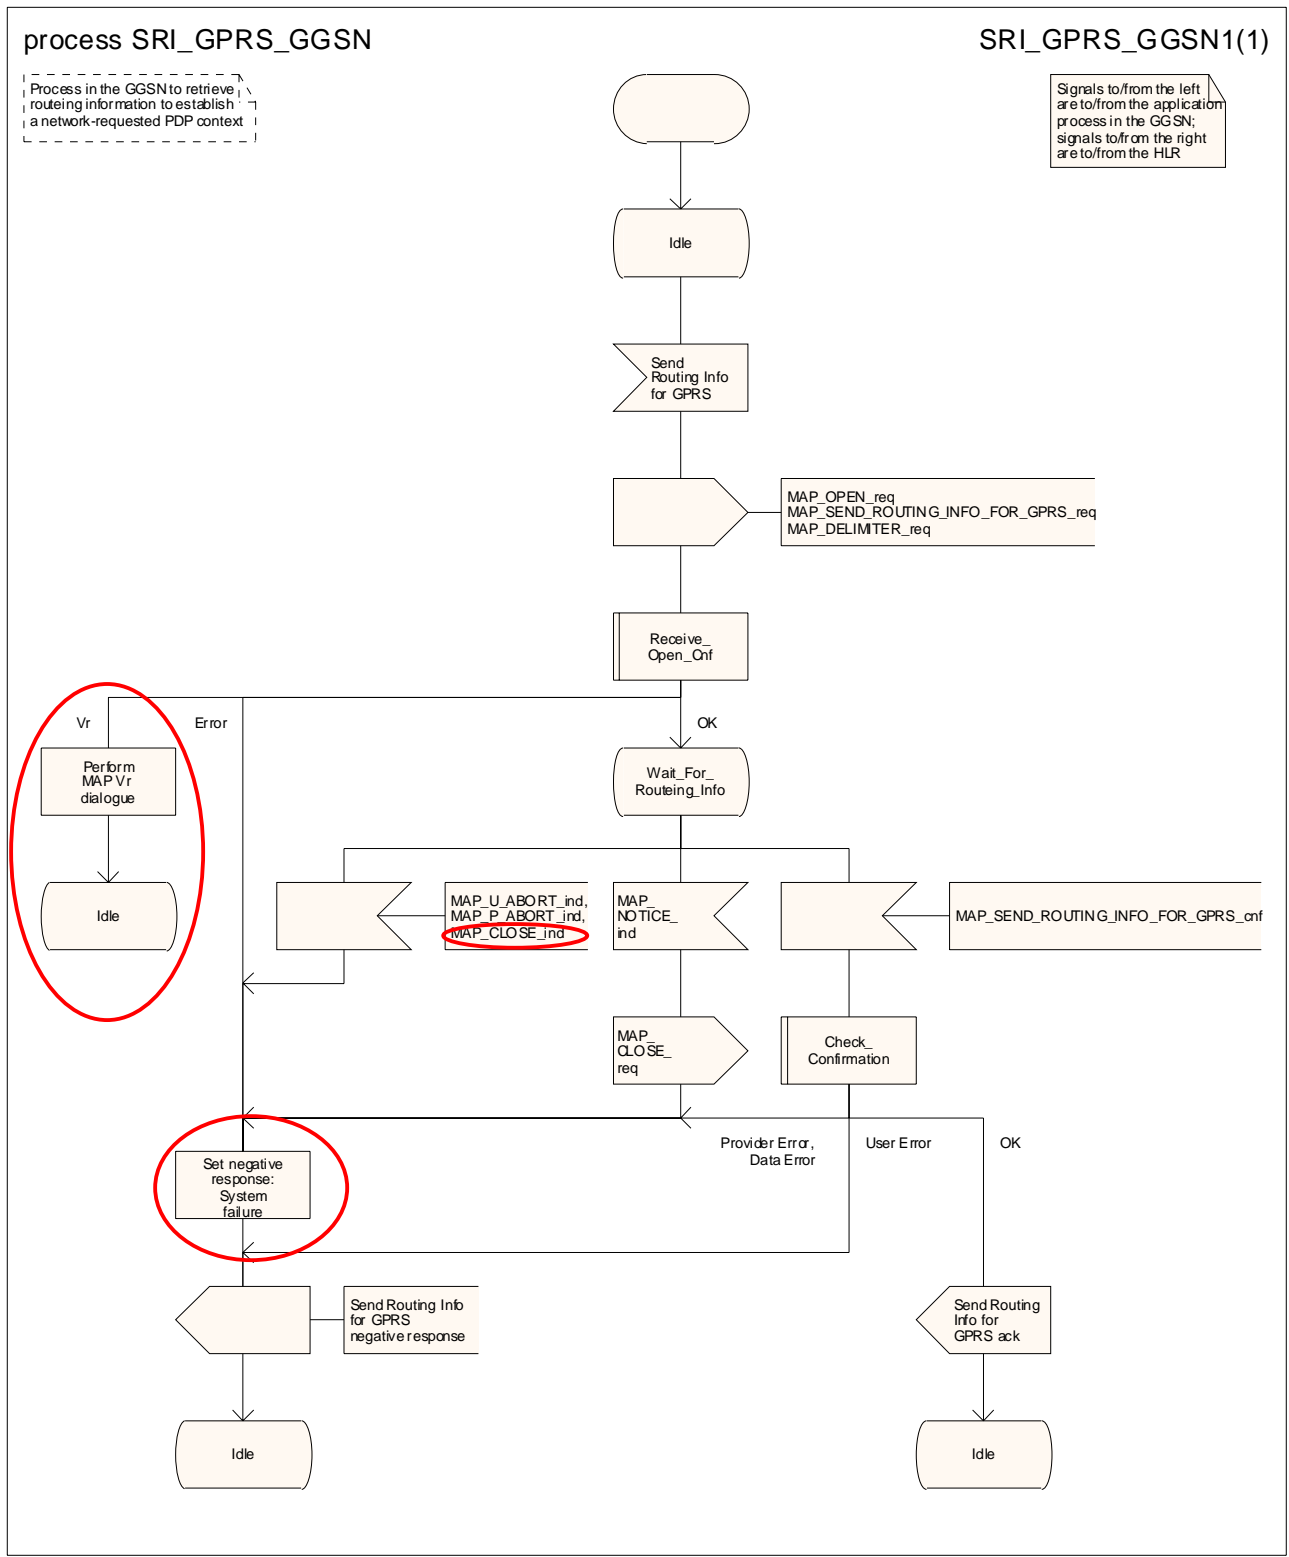 process SRI_GPRS_GGSN
SRI_GPRS_GGSN1(1)
Process in the GGSN to retrieve
routeing information to establish
a network-requested PDP context
Signals to/from the left
are to/from the application
process in the GGSN;
signals to/from the right
are to/from the HLR
Idle
Send
Routing Info
for GPRS
MAP_OPEN_req
MAP_SEND_ROUTING_INFO_FOR_GPRS_req
MAP_DELIMITER_req
Receive_
Open_Cnf
Vr
Error
OK
Perform
MAP Vr
dialogue
Wait_For_
Routeing_Info
Idle
MAP_U_ABORT_ind,
MAP_P_ABORT_ind,
MAP_CLOSE_ind
MAP_
NOTICE_
ind
MAP_SEND_ROUTING_INFO_FOR_GPRS_cnf
MAP_
CLOSE_
req
Check_
Confirmation
Provider Error,
Data Error
User Error
OK
Set negative
response:
System
failure
Send Routing Info
for GPRS
negative response
Send Routing
Info for
GPRS ack
Idle
Idle